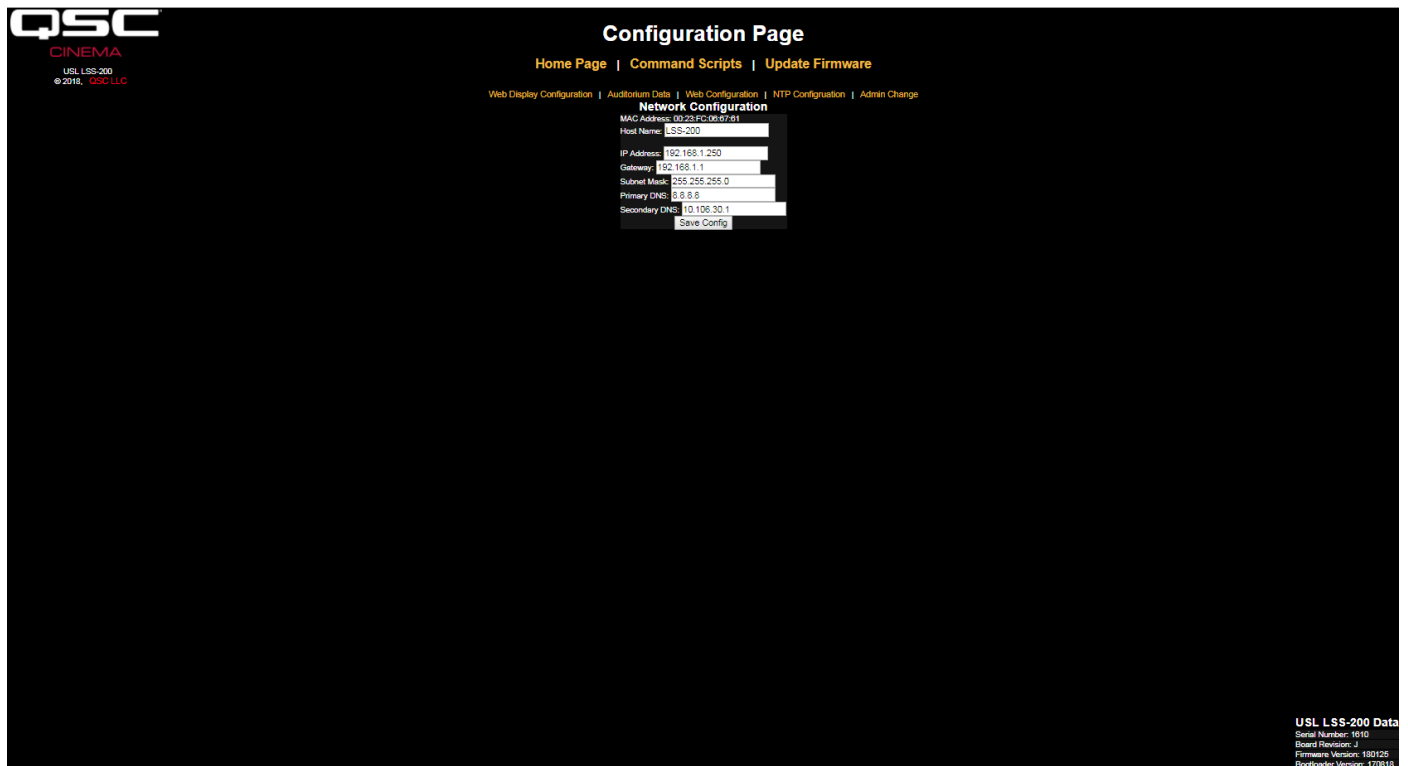 QSC
CINEMA
USL LSS-200
© 2018, QSC LLC
Configuration Page
Home Page | Command Scripts | Update Firmware
Web Display Configuration | Auditorium Data | Web Configuration | NTP Configruation | Admin Change
Network Configuration
MAC Address: 00:23:FC:06:67:61
Host Name: LSS-200
IP Address: 192.168.1.250
Gateway: 192.168.1.1
Subnet Mask: 255.255.255.0
Primary DNS: 8.8.8.8
Secondary DNS: 10.106.30.1
Save Config
USL LSS-200 Data
Serial Number: 1610
Board Revision: J
Firmware Version: 180125
Bootloader Version: 170818